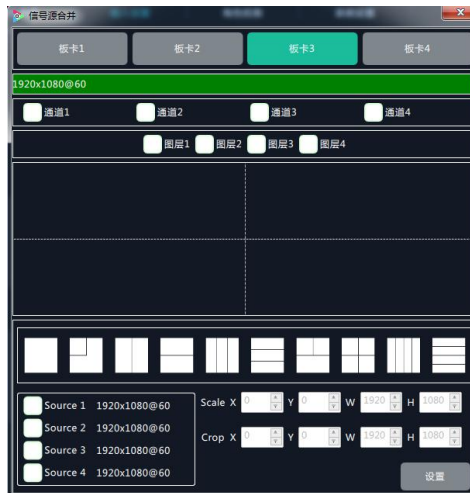 信号源合并
板卡1 板卡2 板卡3 板卡4
1920x1080@60
通道1 通道2 通道3 通道4
图层1 图层2 图层3 图层4
Source 1 1920x1080@60
Source 2 1920x1080@60
Source 3 1920x1080@60
Source 4 1920x1080@60
Scale X 0 Y 0 W 1920 H 1080
Crop X 0 Y 0 W 1920 H 1080
设置